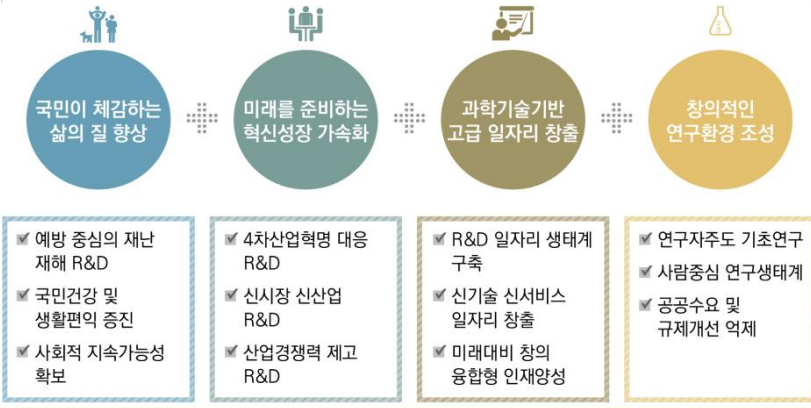 국민이 체감하는
삶의 질 향상
미래를 준비하는
혁신성장 가속화
과학기술기반
고급 일자리 창출
창의적인
연구환경 조성
예방 중심의 재난
재해 R&D
국민건강 및
생활편익 증진
사회적 지속가능성
확보
4차산업혁명 대응
R&D
신시장 신산업
R&D
산업경쟁력 제고
R&D
R&D 일자리 생태계
구축
신기술 신서비스
일자리 창출
미래대비 창의
융합형 인재양성
연구자주도 기초연구
사람중심 연구생태계
공공수요 및
규제개선 억제